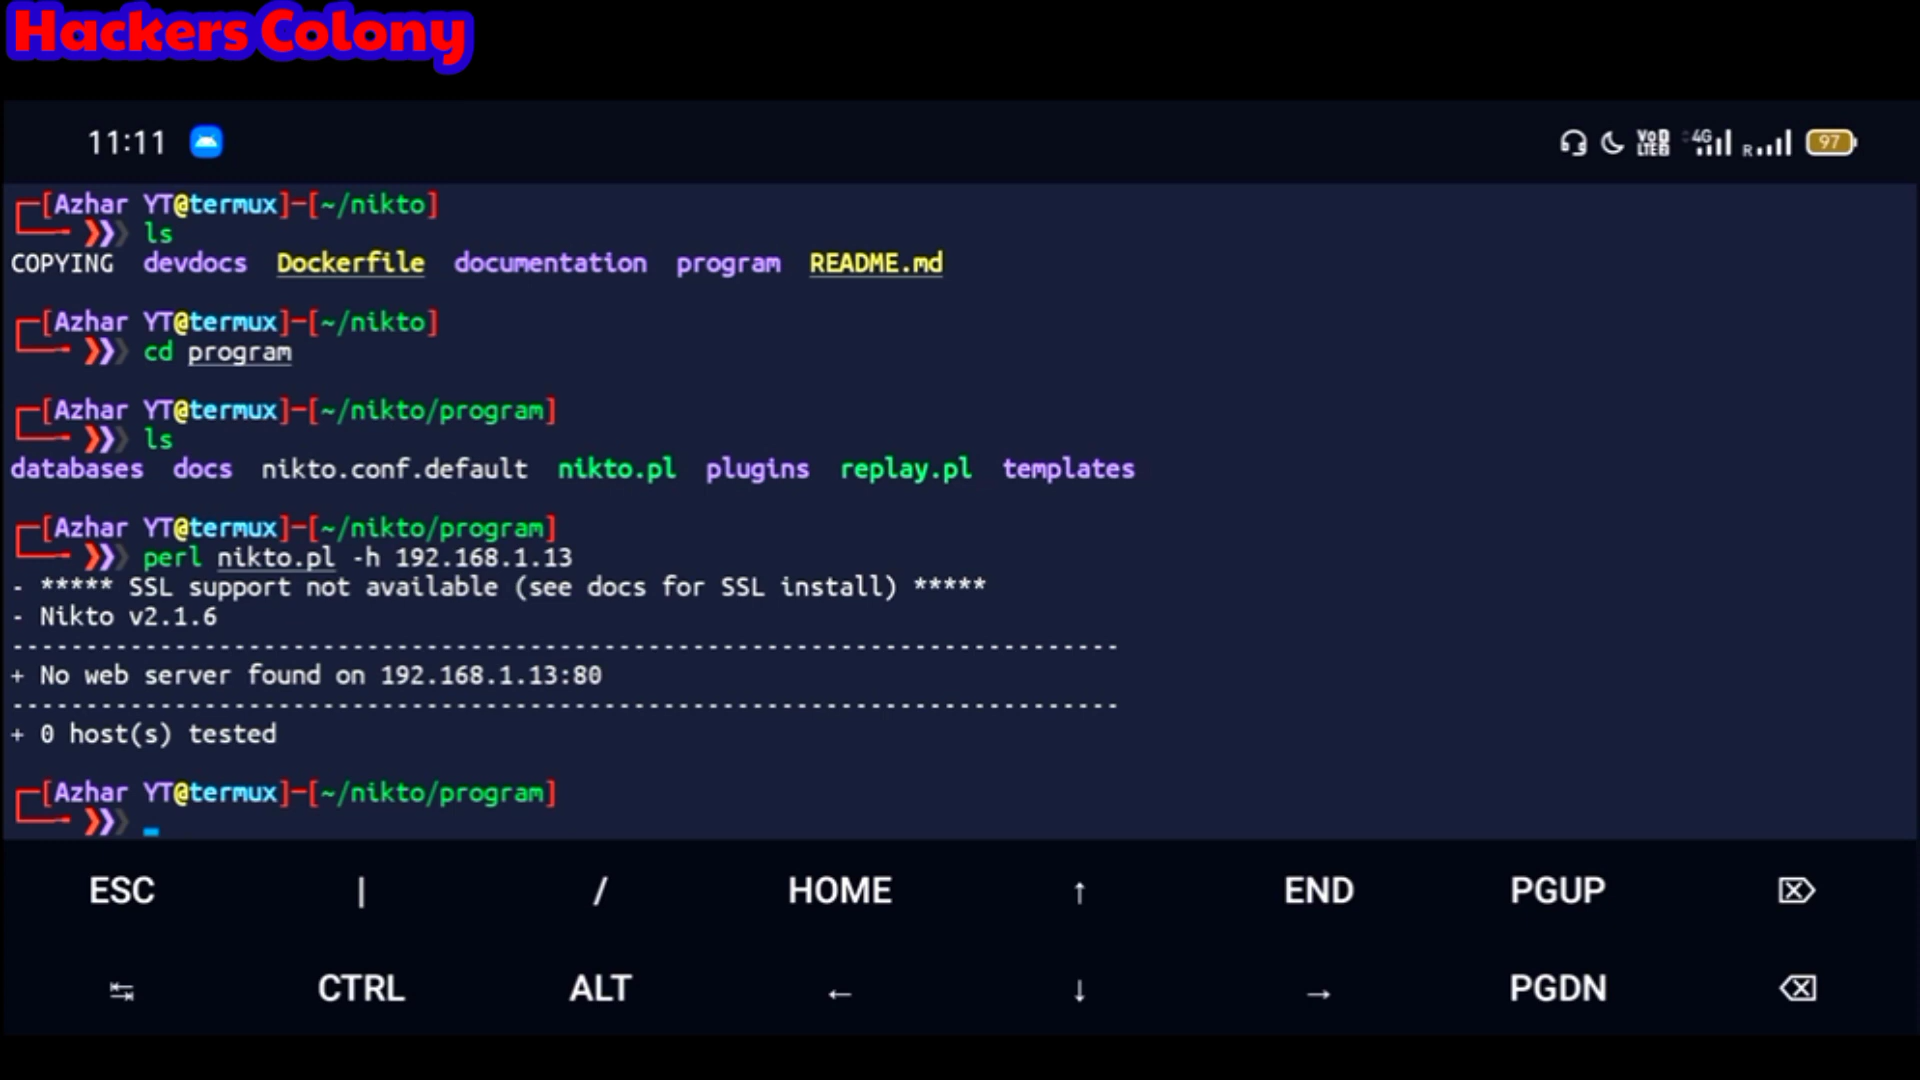 Hackers Colony
11:11 VoLTE 4G R 97
[Azhar YT@termux]-[~/nikto]
ls
COPYING devdocs Dockerfile documentation program README.md
[Azhar YT@termux]-[~/nikto]
cd program
[Azhar YT@termux]-[~/nikto/program]
ls
databases docs nikto.conf.default nikto.pl plugins replay.pl templates
[Azhar YT@termux]-[~/nikto/program]
perl nikto.pl -h 192.168.1.13
- ***** SSL support not available (see docs for SSL install) *****
- Nikto v2.1.6
---------------------------------------------------------------------------
+ No web server found on 192.168.1.13:80
---------------------------------------------------------------------------
+ 0 host(s) tested
[Azhar YT@termux]-[~/nikto/program]
ESC | / HOME ↑ END PGUP
CTRL ALT ← ↓ → PGDN